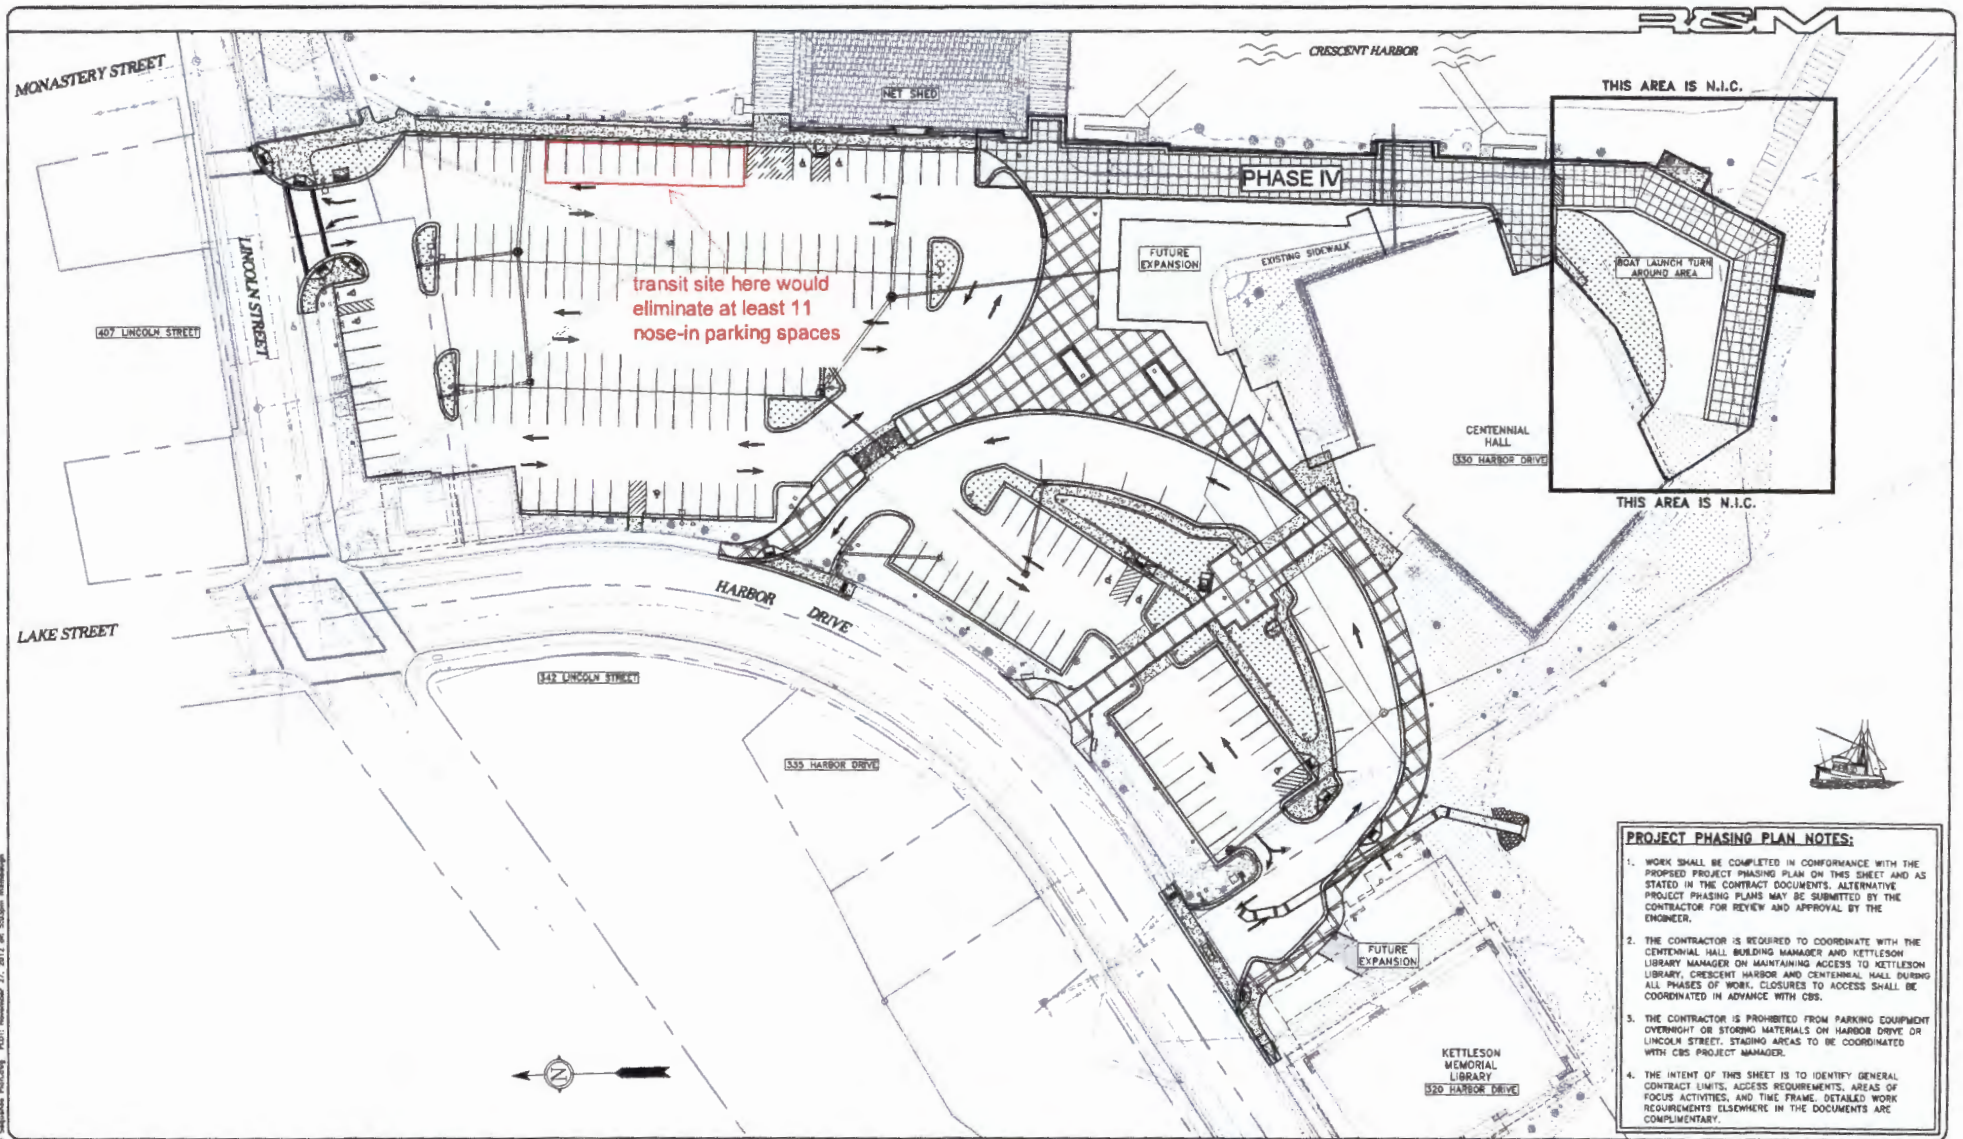 R&M
MONASTERY STREET
CRESCENT HARBOR
THIS AREA IS N.I.C.
NET SHED
PHASE IV
LINCOLN STREET
FUTURE
EXPANSION
EXISTING SIDEWALK
BOAT LAUNCH TURN
AROUND AREA
transit site here would
eliminate at least 11
nose-in parking spaces
407 LINCOLN STREET
CENTENNIAL
HALL
330 HARBOR DRIVE
THIS AREA IS N.I.C.
HARBOR DRIVE
LAKE STREET
342 LINCOLN STREET
335 HARBOR DRIVE
PROJECT PHASING PLAN NOTES:
1. WORK SHALL BE COMPLETED IN CONFORMANCE WITH THE
PROPSED PROJECT PHASING PLAN ON THIS SHEET AND AS
STATED IN THE CONTRACT DOCUMENTS. ALTERNATIVE
PROJECT PHASING PLANS MAY BE SUBMITTED BY THE
CONTRACTOR FOR REVIEW AND APPROVAL BY THE
ENGINEER.
2. THE CONTRACTOR IS REQUIRED TO COORDINATE WITH THE
CENTENNIAL HALL BUILDING MANAGER AND KETTLESON
LIBRARY MANAGER ON MAINTAINING ACCESS TO KETTLESON
LIBRARY, CRESCENT HARBOR AND CENTENNIAL HALL DURING
ALL PHASES OF WORK. CLOSURES TO ACCESS SHALL BE
COORDINATED IN ADVANCE WITH CBS.
3. THE CONTRACTOR IS PROHIBITED FROM PARKING EQUIPMENT
OVERNIGHT OR STORING MATERIALS ON HARBOR DRIVE OR
LINCOLN STREET. STAGING AREAS TO BE COORDINATED
WITH CBS PROJECT MANAGER.
4. THE INTENT OF THIS SHEET IS TO IDENTIFY GENERAL
CONTRACT LIMITS, ACCESS REQUIREMENTS, AREAS OF
FOCUS ACTIVITIES, AND TIME FRAME. DETAILED WORK
REQUIREMENTS ELSEWHERE IN THE DOCUMENTS ARE
COMPLIMENTARY.
FUTURE
EXPANSION
KETTLESON
MEMORIAL
LIBRARY
320 HARBOR DRIVE
N